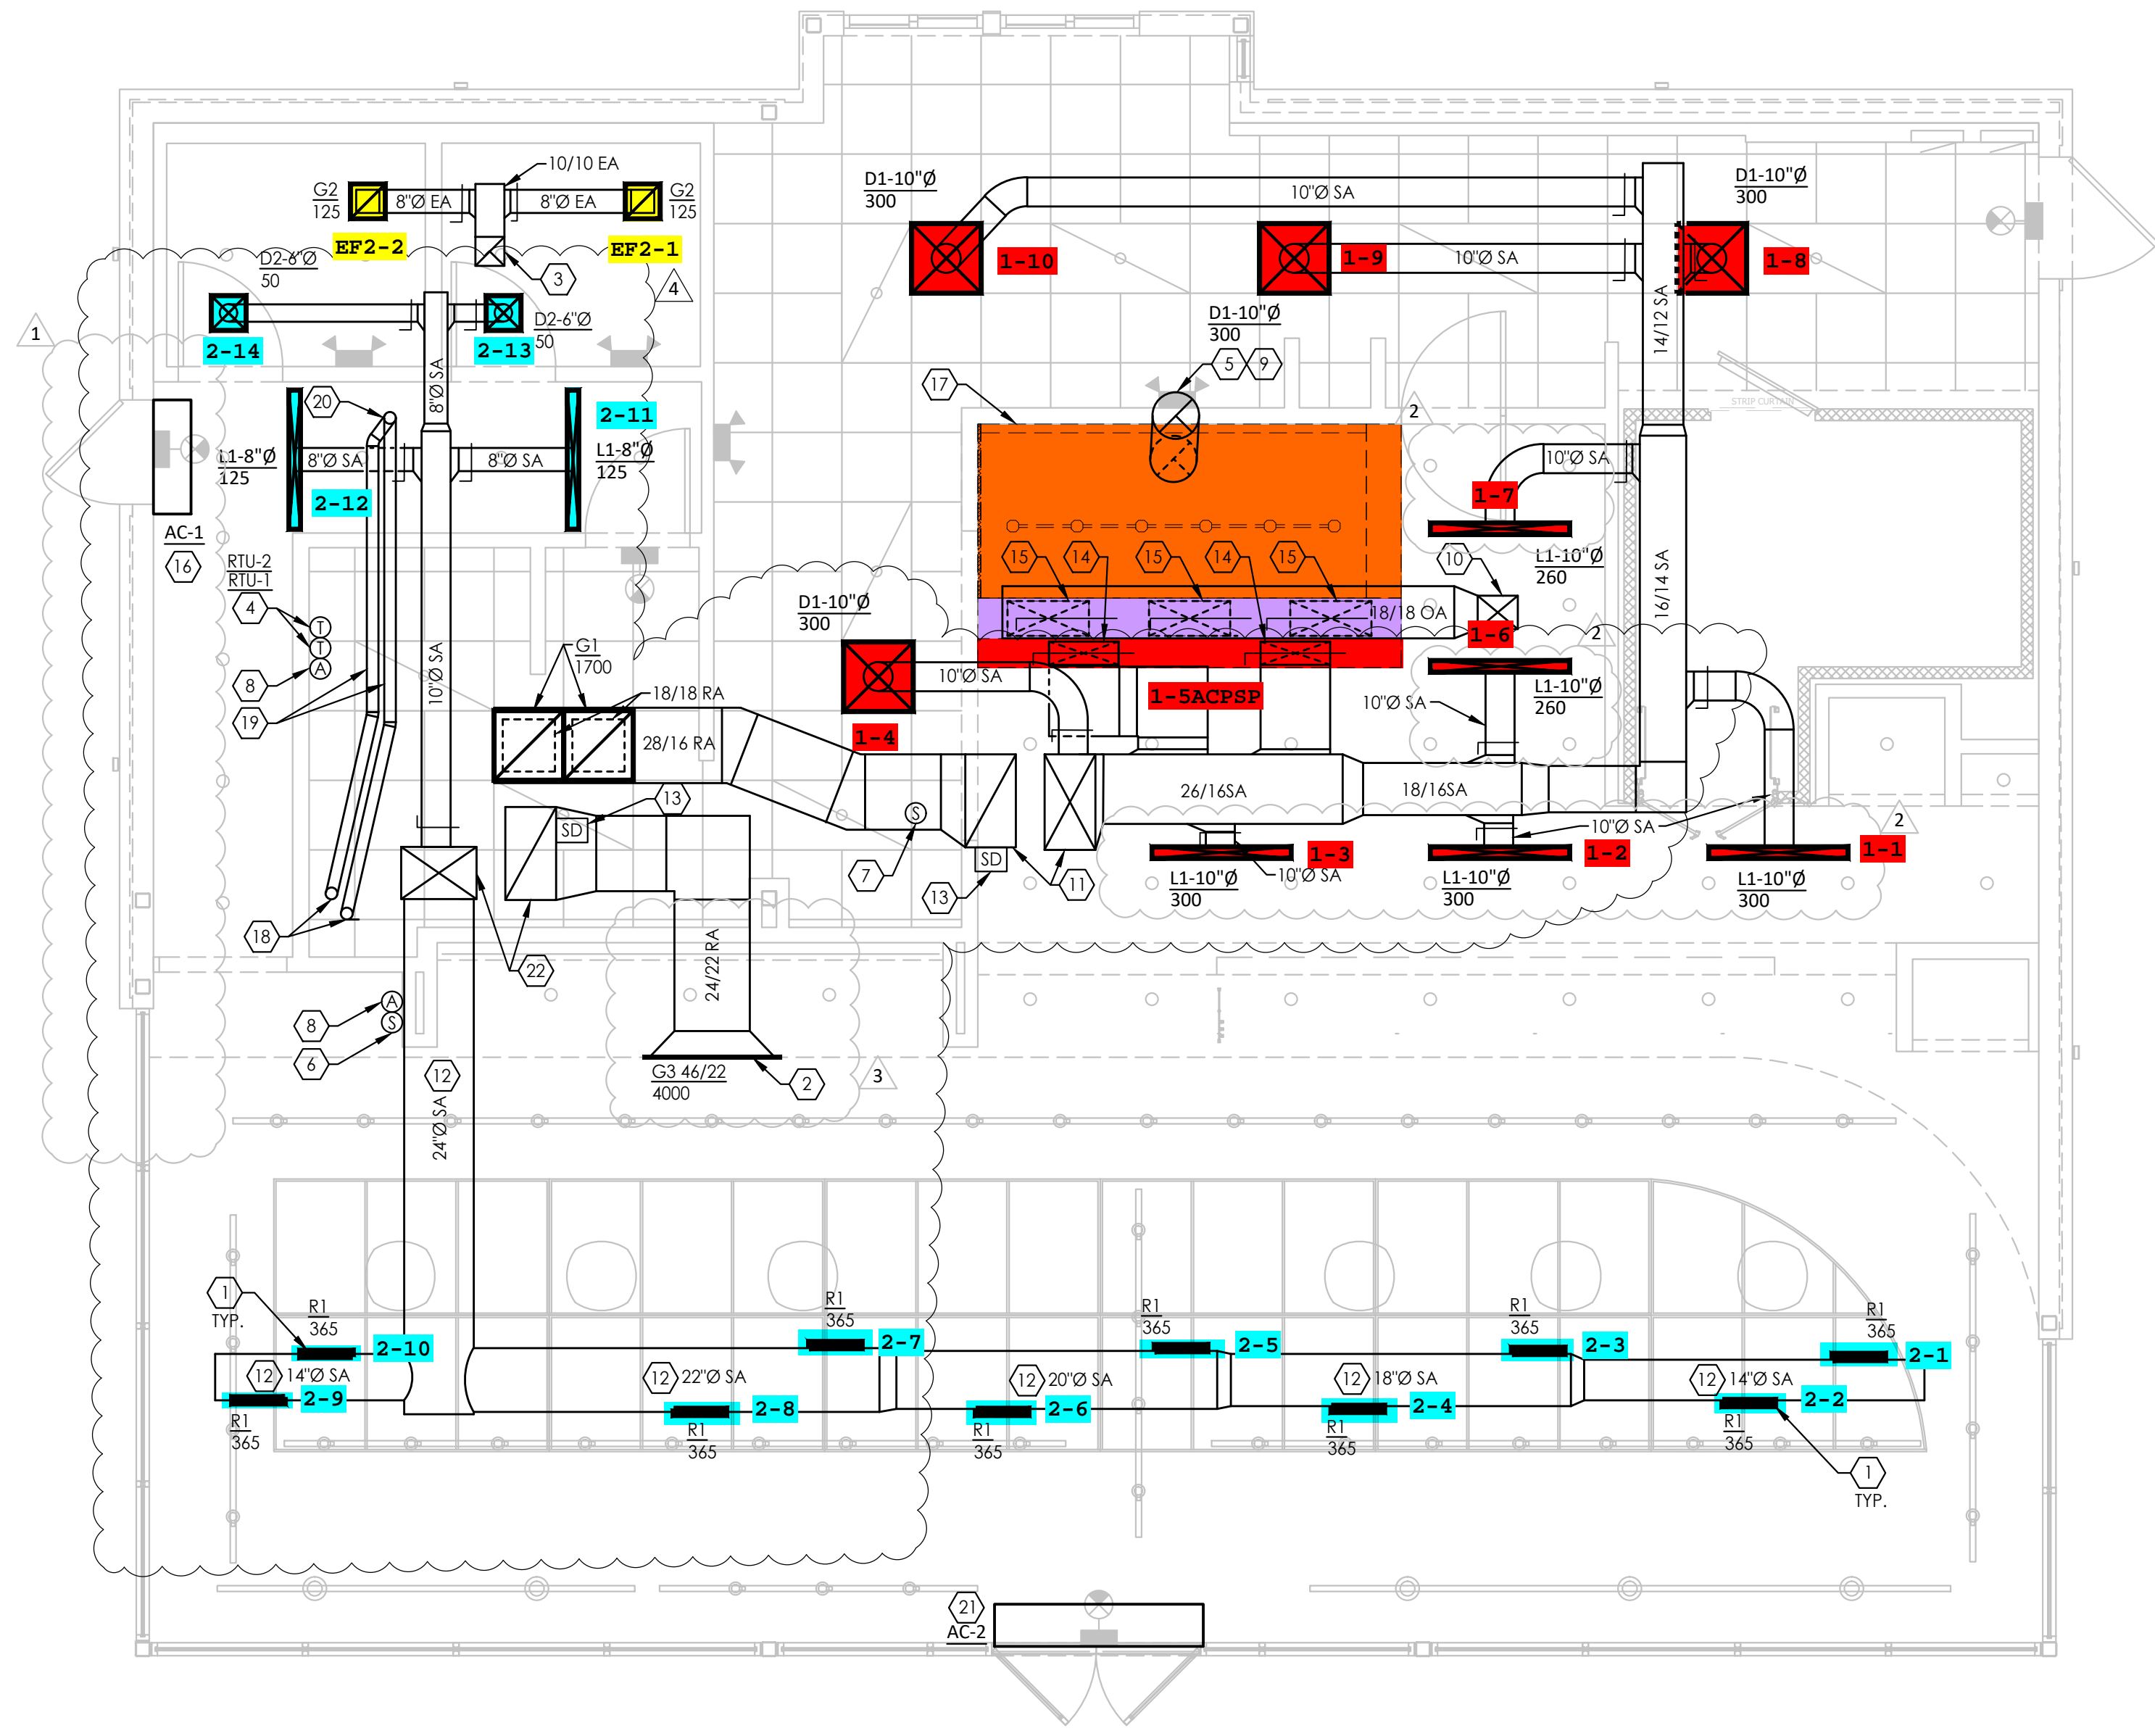 10/10 EA
G2
125
8"Ø EA
8"Ø EA
G2
125
EF2-2
EF2-1
3
D2-6"Ø
50
4
1
D2-6"Ø
50
2-14
2-13
8"Ø SA
20
2-11
L1-8"Ø
125
8"Ø SA
8"Ø SA
L1-8"Ø
125
2-12
AC-1
16
RTU-2
RTU-1
4
T
T
8
A
19
10"Ø SA
D1-10"Ø
300
10"Ø SA
D1-10"Ø
300
1-10
1-9
10"Ø SA
1-8
D1-10"Ø
300
5
9
17
14/12 SA
2
STRIP CURTAIN
10"Ø SA
1-7
15
14
15
14
15
10
L1-10"Ø
260
16/14 SA
18/18 OA
1-6
2
D1-10"Ø
300
G1
1700
18/18 RA
10"Ø SA
1-5ACPSP
L1-10"Ø
260
10"Ø SA
28/16 RA
1-4
13
SD
S
7
SD
13
11
26/16SA
18/16SA
10"Ø SA
2
1-3
1-2
1-1
10"Ø SA
L1-10"Ø
300
L1-10"Ø
300
L1-10"Ø
300
18
22
24/22 RA
8
A
S
6
12
24"Ø SA
G3 46/22
4000
2
3
1
TYP.
R1
365
2-10
R1
365
2-7
R1
365
2-5
R1
365
2-3
R1
365
2-1
12
14"Ø SA
2-9
12
22"Ø SA
2-8
12
20"Ø SA
2-6
12
18"Ø SA
2-4
12
14"Ø SA
2-2
R1
365
R1
365
R1
365
R1
365
R1
365
1
TYP.
21
AC-2